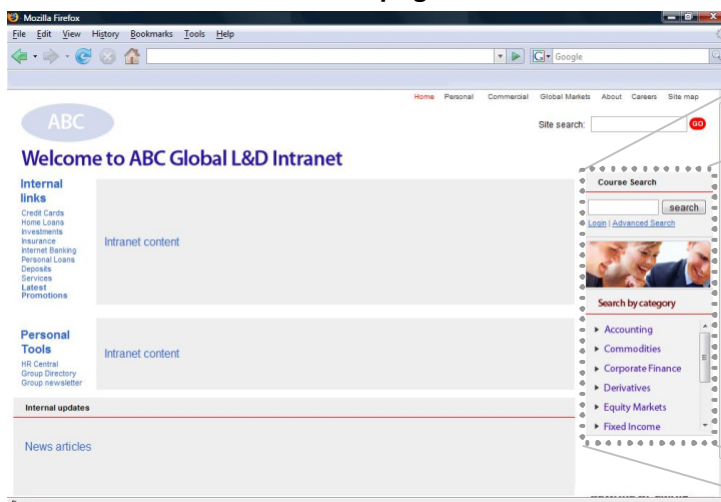 Mozilla Firefox
File Edit View History Bookmarks Tools Help
G Google
Home Personal Commercial Global Markets About Careers Site map
ABC
Site search: GO
Welcome to ABC Global L&D Intranet
Internal
links
Credit Cards
Home Loans
Investments
Insurance
Internet Banking
Personal Loans
Deposits
Services
Latest
Promotions
Intranet content
Personal
Tools
HR Central
Group Directory
Group newsletter
Intranet content
Internal updates
News articles
Course Search
search
Login | Advanced Search
Search by category
Accounting
Commodities
Corporate Finance
Derivatives
Equity Markets
Fixed Income